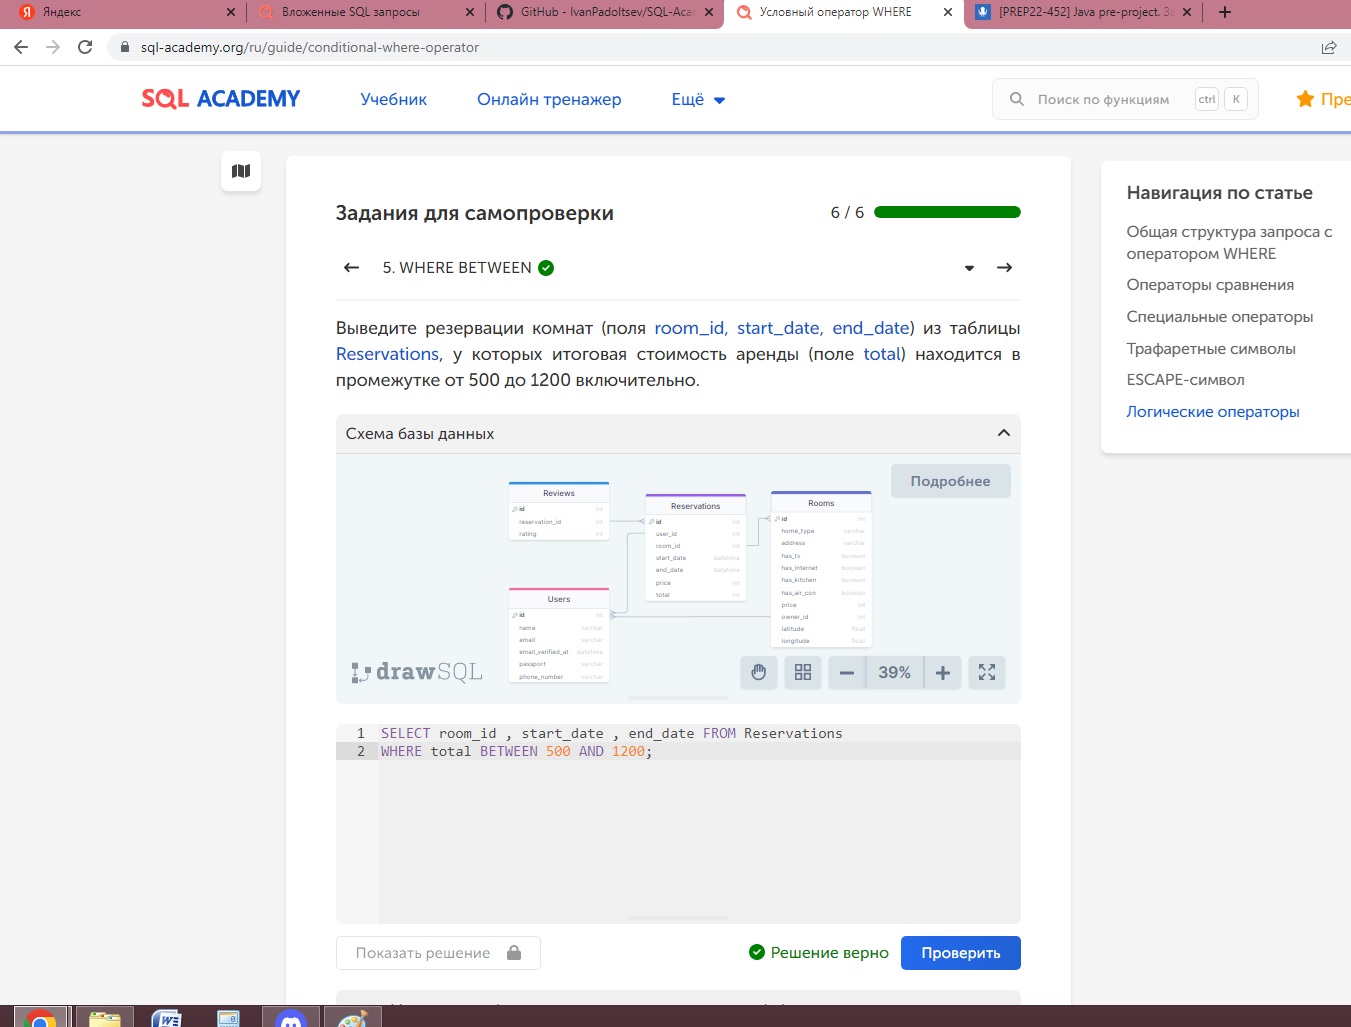 Яндекс
Вложенные SQL запросы
GitHub - IvanPadoltsev/SQL-Aca
Условный оператор WHERE
[PREP22-452] Java pre-project. За
sql-academy.org/ru/guide/conditional-where-operator
SQL ACADEMY
Учебник
Онлайн тренажер
Ещё
Поиск по функциям
ctrl
K
Пре
Задания для самопроверки
6 / 6
5. WHERE BETWEEN
Выведите резервации комнат (поля room_id, start_date, end_date) из таблицы
Reservations, у которых итоговая стоимость аренды (поле total) находится в
промежутке от 500 до 1200 включительно.
Схема базы данных
Подробнее
Reviews
id int
reservation_id int
rating int
Reservations
id int
user_id int
room_id int
start_date datetime
end_date datetime
price int
total int
Rooms
id int
home_type varchar
address varchar
has_tv boolean
has_internet boolean
has_kitchen boolean
has_air_con boolean
price int
owner_id int
latitude float
longitude float
Users
id int
name varchar
email varchar
email_verified_at datetime
passport varchar
phone_number varchar
drawSQL
39%
1 SELECT room_id , start_date , end_date FROM Reservations
2 WHERE total BETWEEN 500 AND 1200;
Показать решение
Решение верно
Проверить
Навигация по статье
Общая структура запроса с
оператором WHERE
Операторы сравнения
Специальные операторы
Трафаретные символы
ESCAPE-символ
Логические операторы